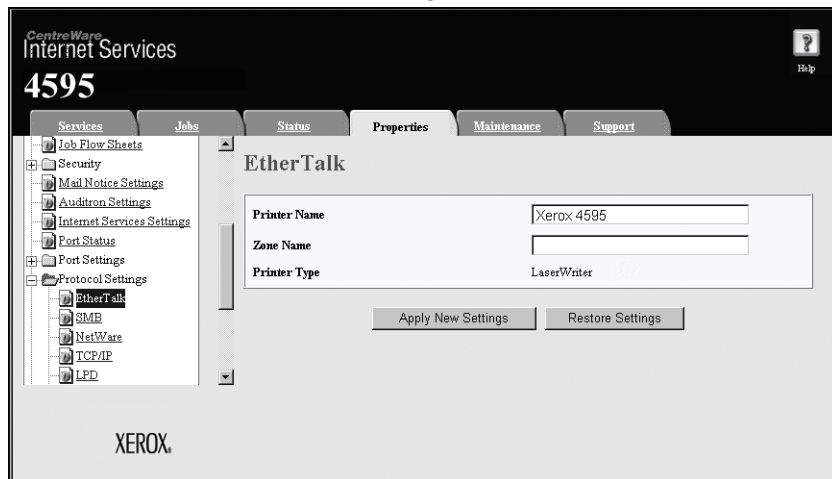 CentreWare
Internet Services
4595
?
Help
Services Jobs Status Properties Maintenance Support
Job Flow Sheets
Security
Mail Notice Settings
Auditron Settings
Internet Services Settings
Port Status
Port Settings
Protocol Settings
EtherTalk
SMB
NetWare
TCP/IP
LPD
EtherTalk
Printer Name Xerox 4595
Zone Name
Printer Type LaserWriter
Apply New Settings Restore Settings
XEROX®